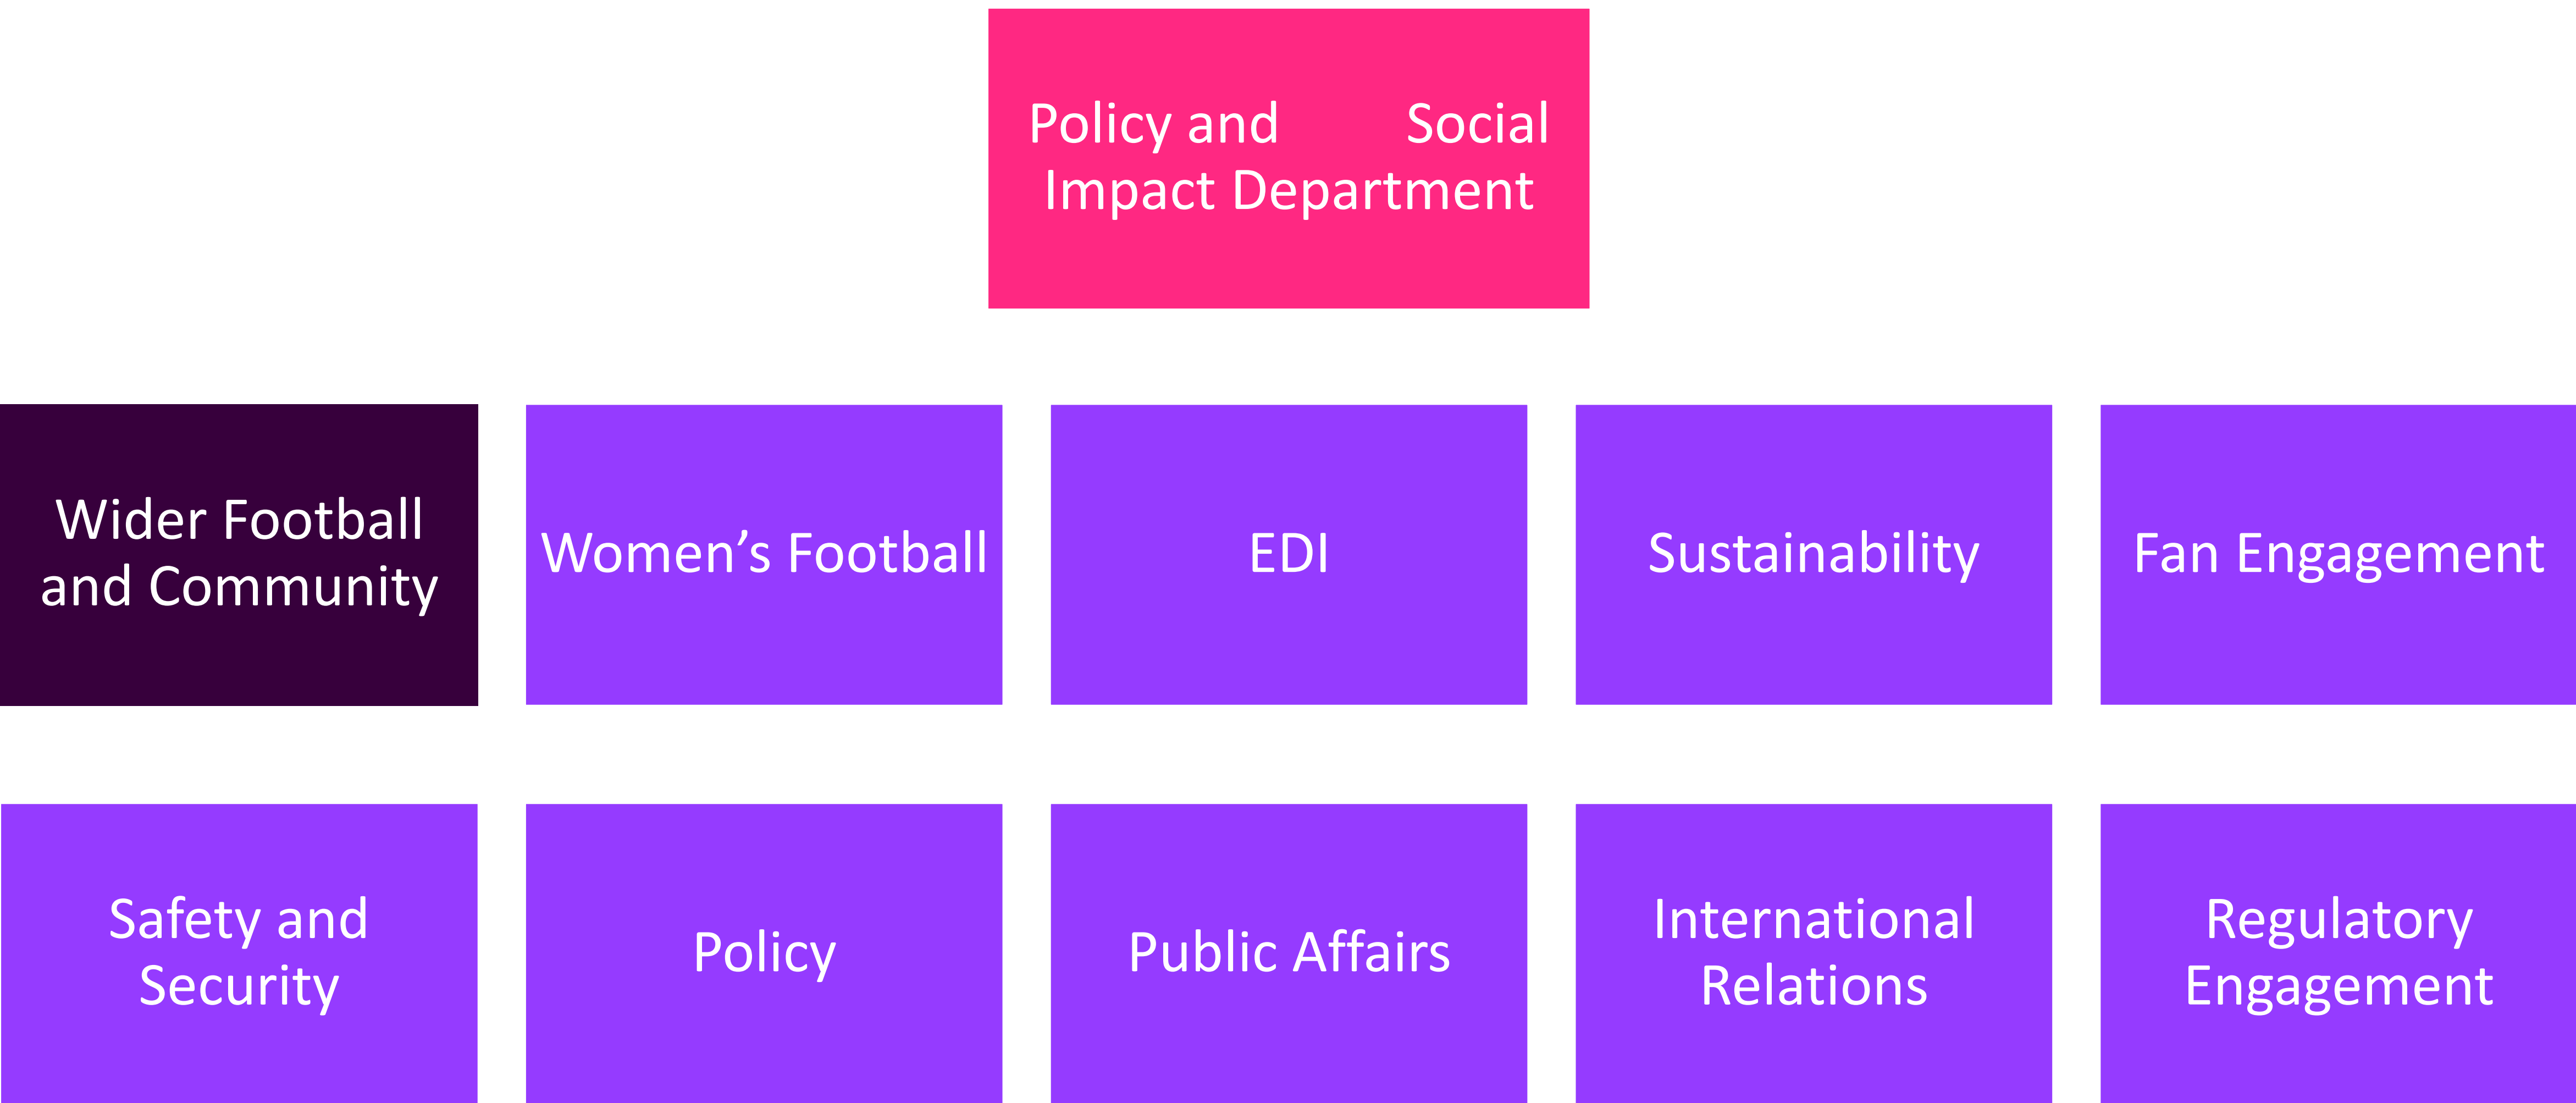 Policy and Social
Impact Department
Wider Football
and Community
Women’s Football
EDI
Sustainability
Fan Engagement
Safety and
Security
Policy
Public Affairs
International
Relations
Regulatory
Engagement